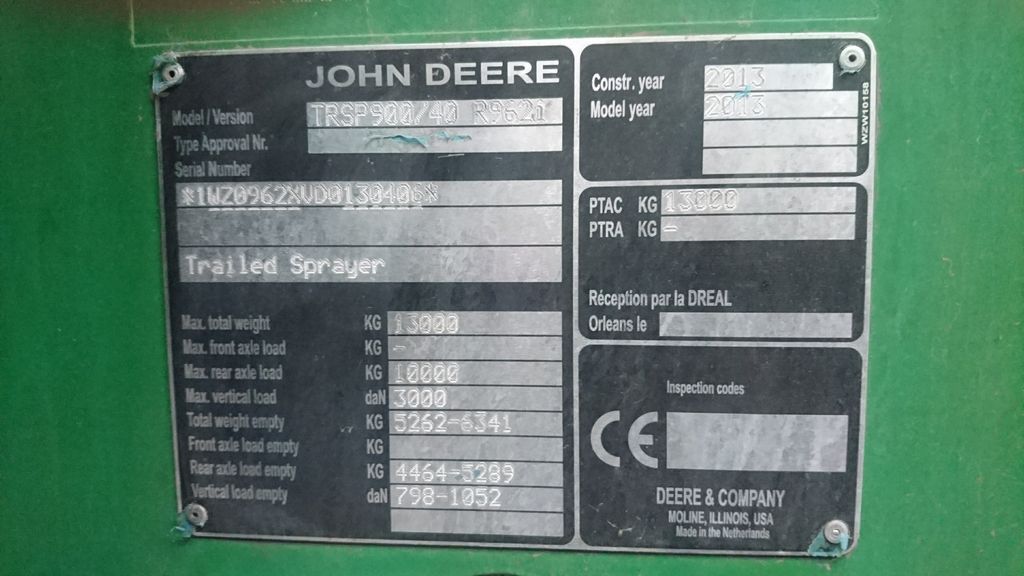 JOHN DEERE
Model / Version TRSP900/40 R962i
Type Approval Nr.
Serial Number
*1WZ0962XVD0130406*
Trailed Sprayer
Max. total weight KG 13000
Max. front axle load KG -
Max. rear axle load KG 10000
Max. vertical load daN 3000
Total weight empty KG 5262-6341
Front axle load empty KG
Rear axle load empty KG 4464-5289
Vertical load empty daN 798-1052
Constr. year 2013
Model year 2013
WZW10158
PTAC KG 13000
PTRA KG -
Réception par la DREAL
Orleans le
Inspection codes
CE
DEERE & COMPANY
MOLINE, ILLINOIS, USA
Made in the Netherlands